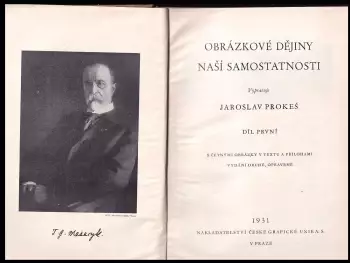 T. G. Masaryk.
OBRÁZKOVÉ DĚJINY
NAŠÍ SAMOSTATNOSTI
Vypravuje
JAROSLAV PROKEŠ
DÍL PRVNÍ
S ČETNÝMI OBRÁZKY V TEXTU A PŘÍLOHAMI
VYDÁNÍ DRUHÉ, OPRAVENÉ
1931
NAKLADATELSTVÍ ČESKÉ GRAFICKÉ UNIE A. S.
V PRAZE